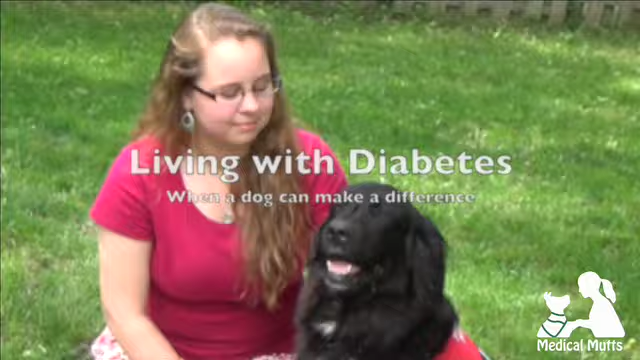 Living with Diabetes
When a dog can make a difference
Medical Mutts